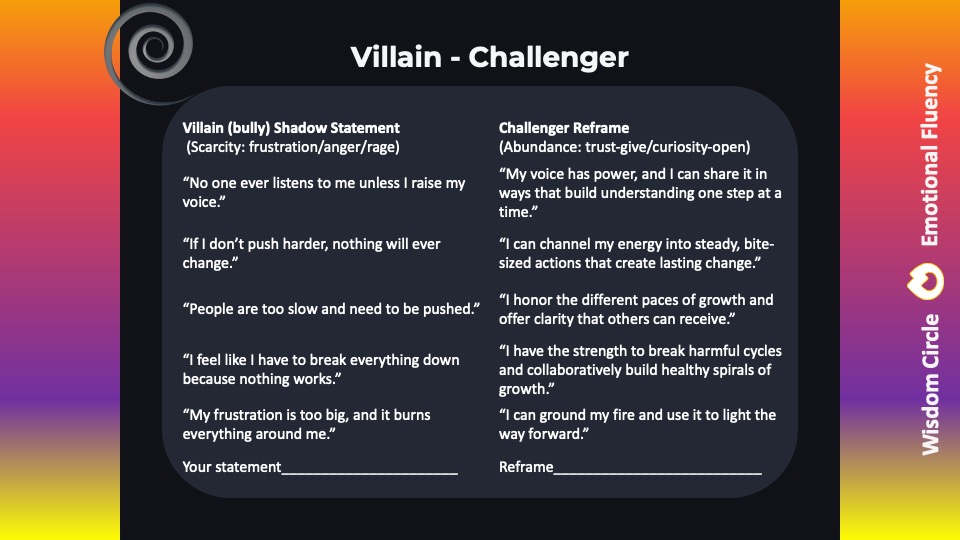 Villain - Challenger
Villain (bully) Shadow Statement
(Scarcity: frustration/anger/rage)
Challenger Reframe
(Abundance: trust-give/curiosity-open)
“No one ever listens to me unless I raise my
voice.”
“My voice has power, and I can share it in
ways that build understanding one step at a
time.”
“If I don’t push harder, nothing will ever
change.”
“I can channel my energy into steady, bite-
sized actions that create lasting change.”
“People are too slow and need to be pushed.”
“I honor the different paces of growth and
offer clarity that others can receive.”
“I feel like I have to break everything down
because nothing works.”
“I have the strength to break harmful cycles
and collaboratively build healthy spirals of
growth.”
“My frustration is too big, and it burns
everything around me.”
“I can ground my fire and use it to light the
way forward.”
Your statement______________________
Reframe__________________________
Wisdom Circle Emotional Fluency